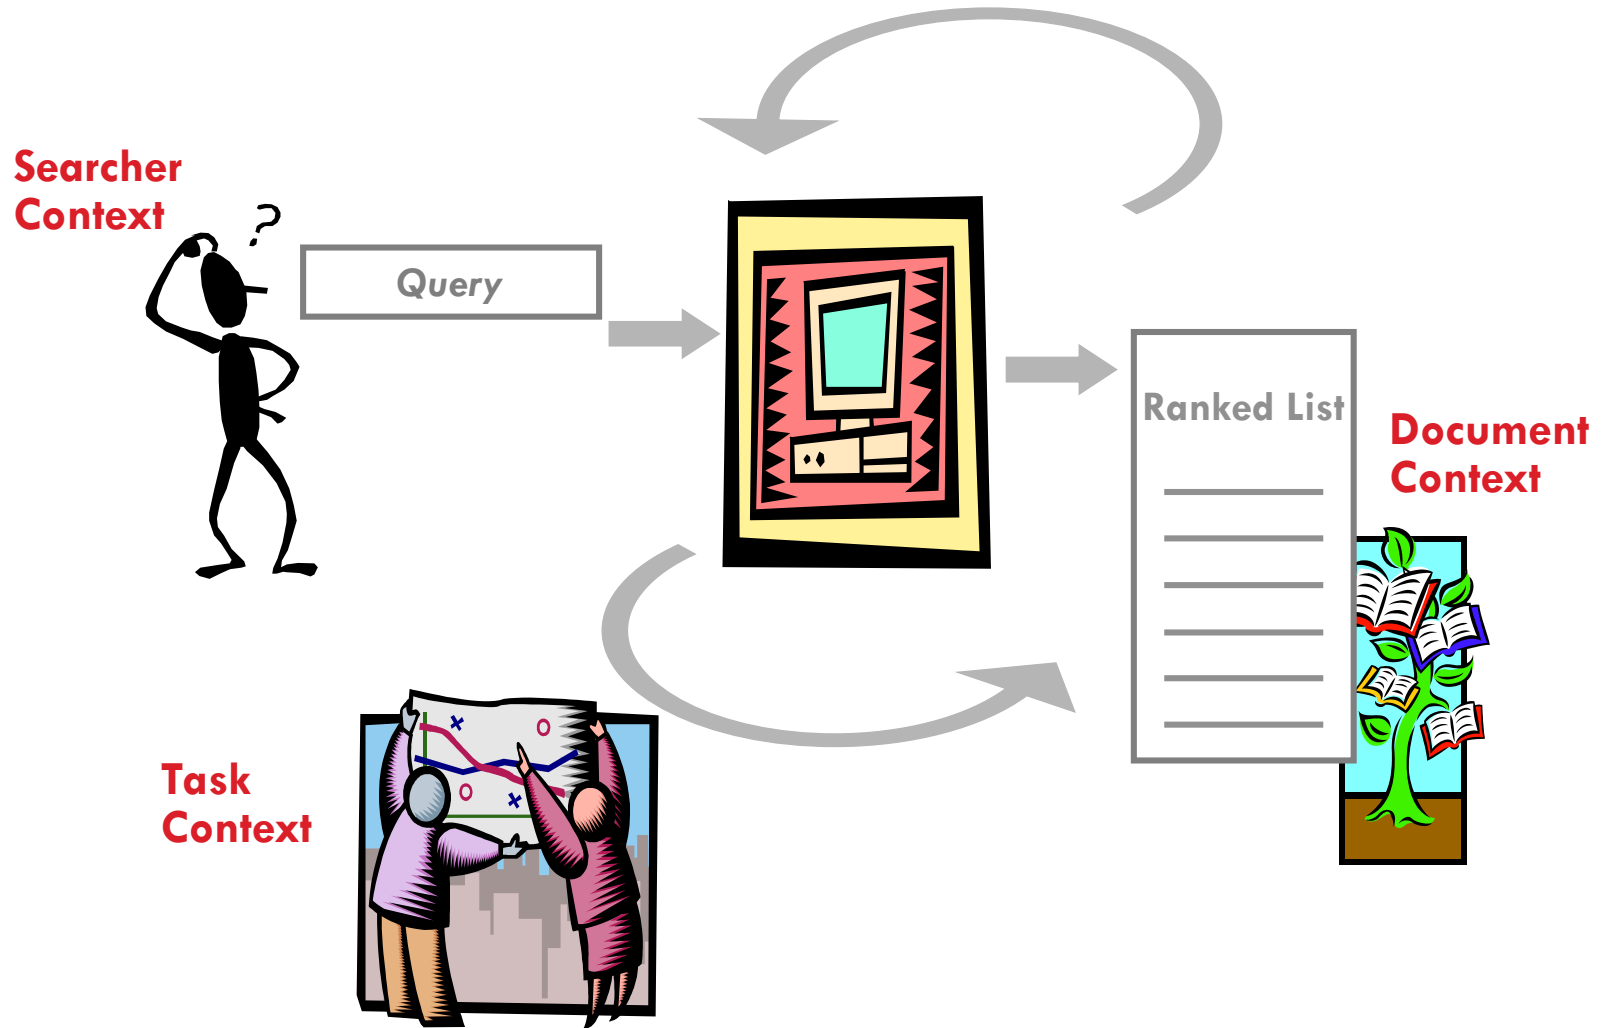 Searcher
Context
?
Query
Ranked List
Document
Context
Task
Context